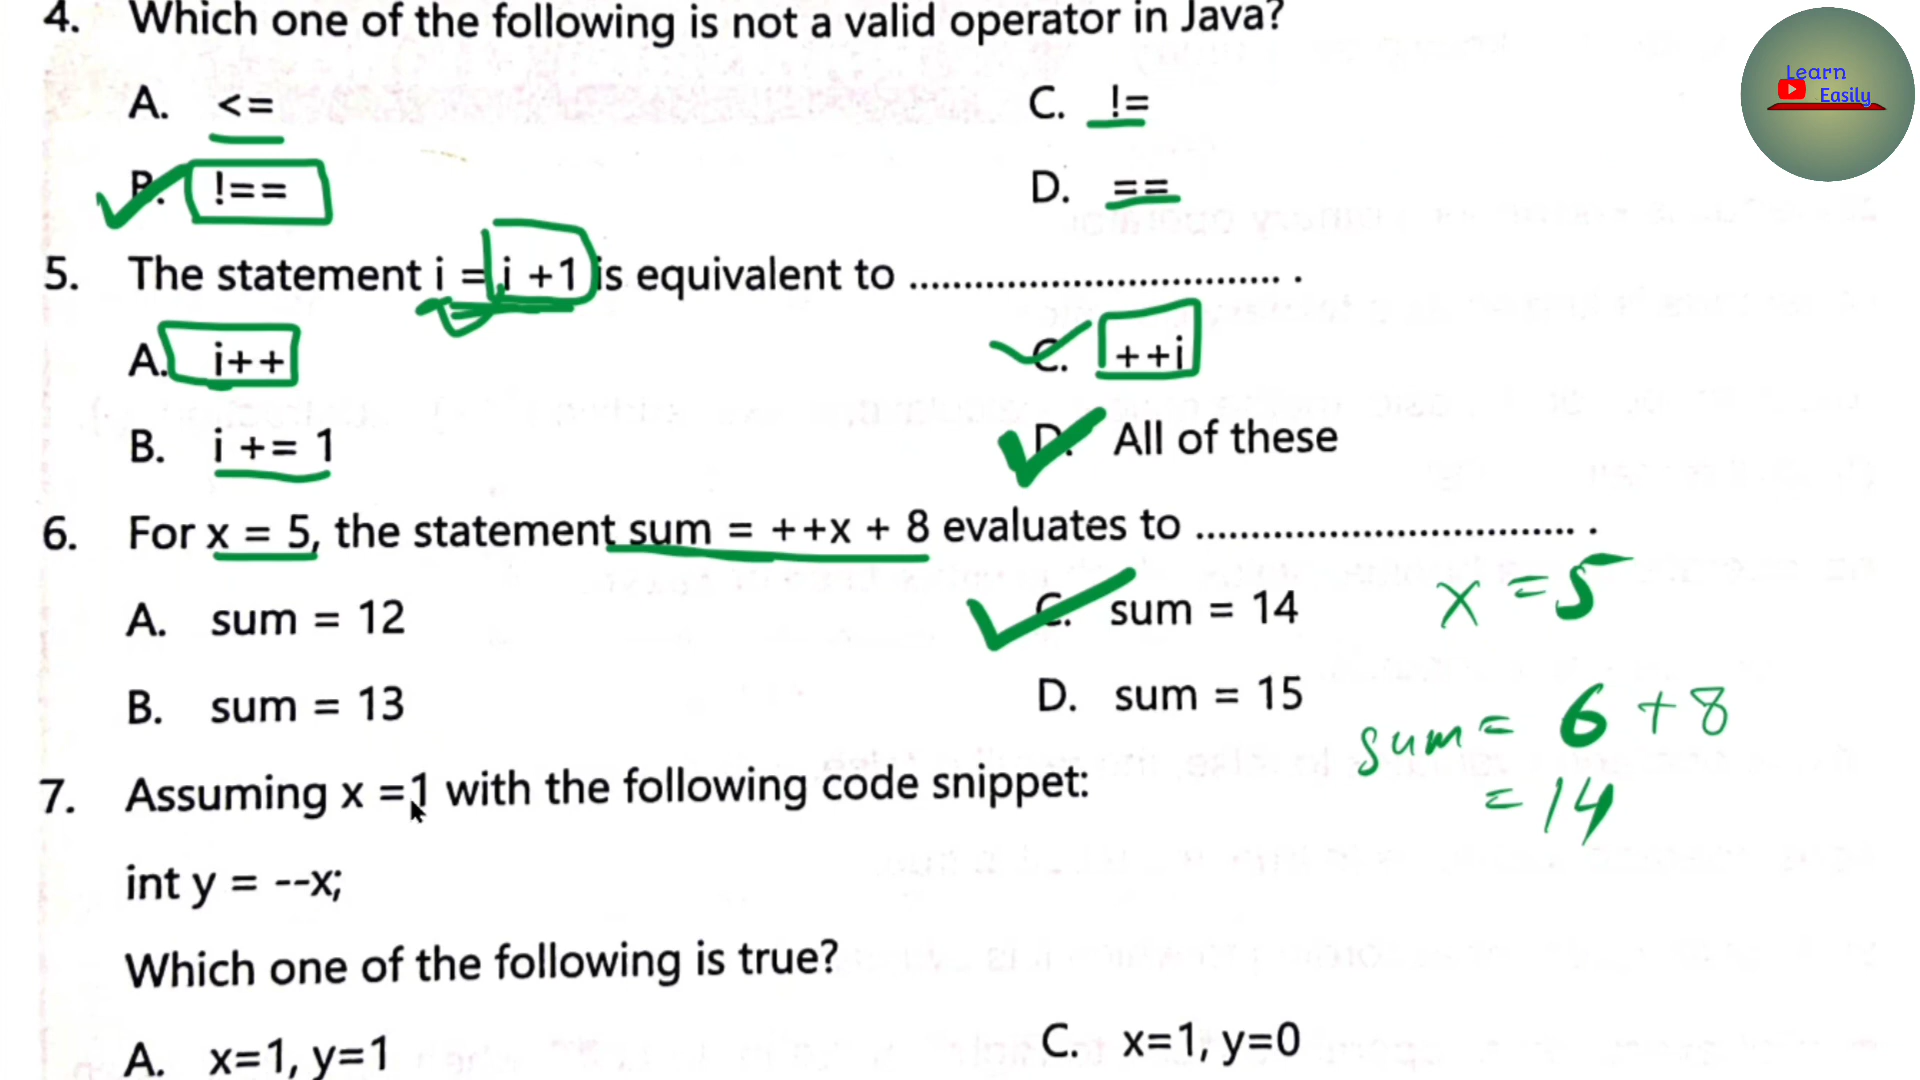 4. Which one of the following is not a valid operator in Java?
A. <=
C. !=
B. !==
D. ==
5. The statement i = i +1 is equivalent to ................................ .
A. i++
C. ++i
B. i += 1
D. All of these
6. For x = 5, the statement sum = ++x + 8 evaluates to ................................ .
A. sum = 12
C. sum = 14
B. sum = 13
D. sum = 15
x = 5
sum = 6 + 8
= 14
7. Assuming x =1 with the following code snippet:
int y = --x;
Which one of the following is true?
A. x=1, y=1
C. x=1, y=0
Learn
Easily